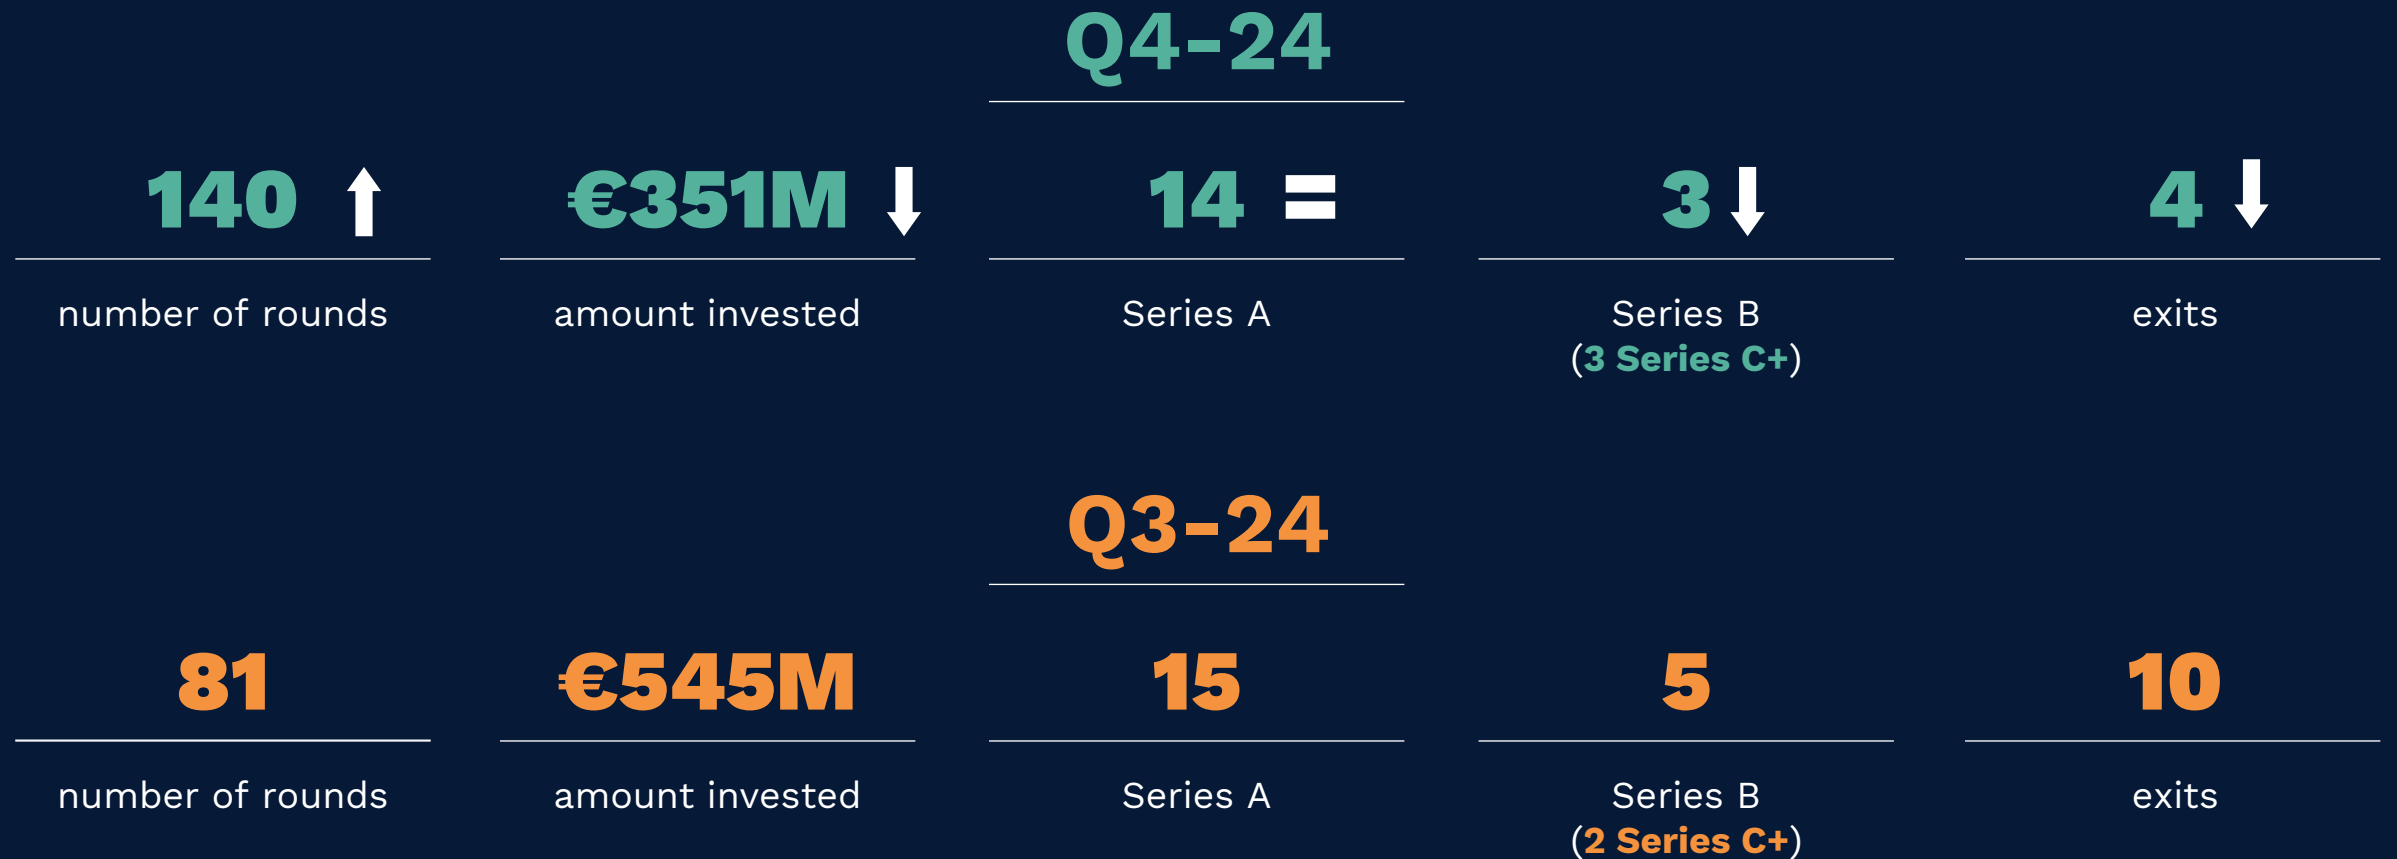 Q4-24
140 €351M 14 = 3 4
number of rounds amount invested Series A Series B exits
(3 Series C+)
Q3-24
81 €545M 15 5 10
number of rounds amount invested Series A Series B exits
(2 Series C+)